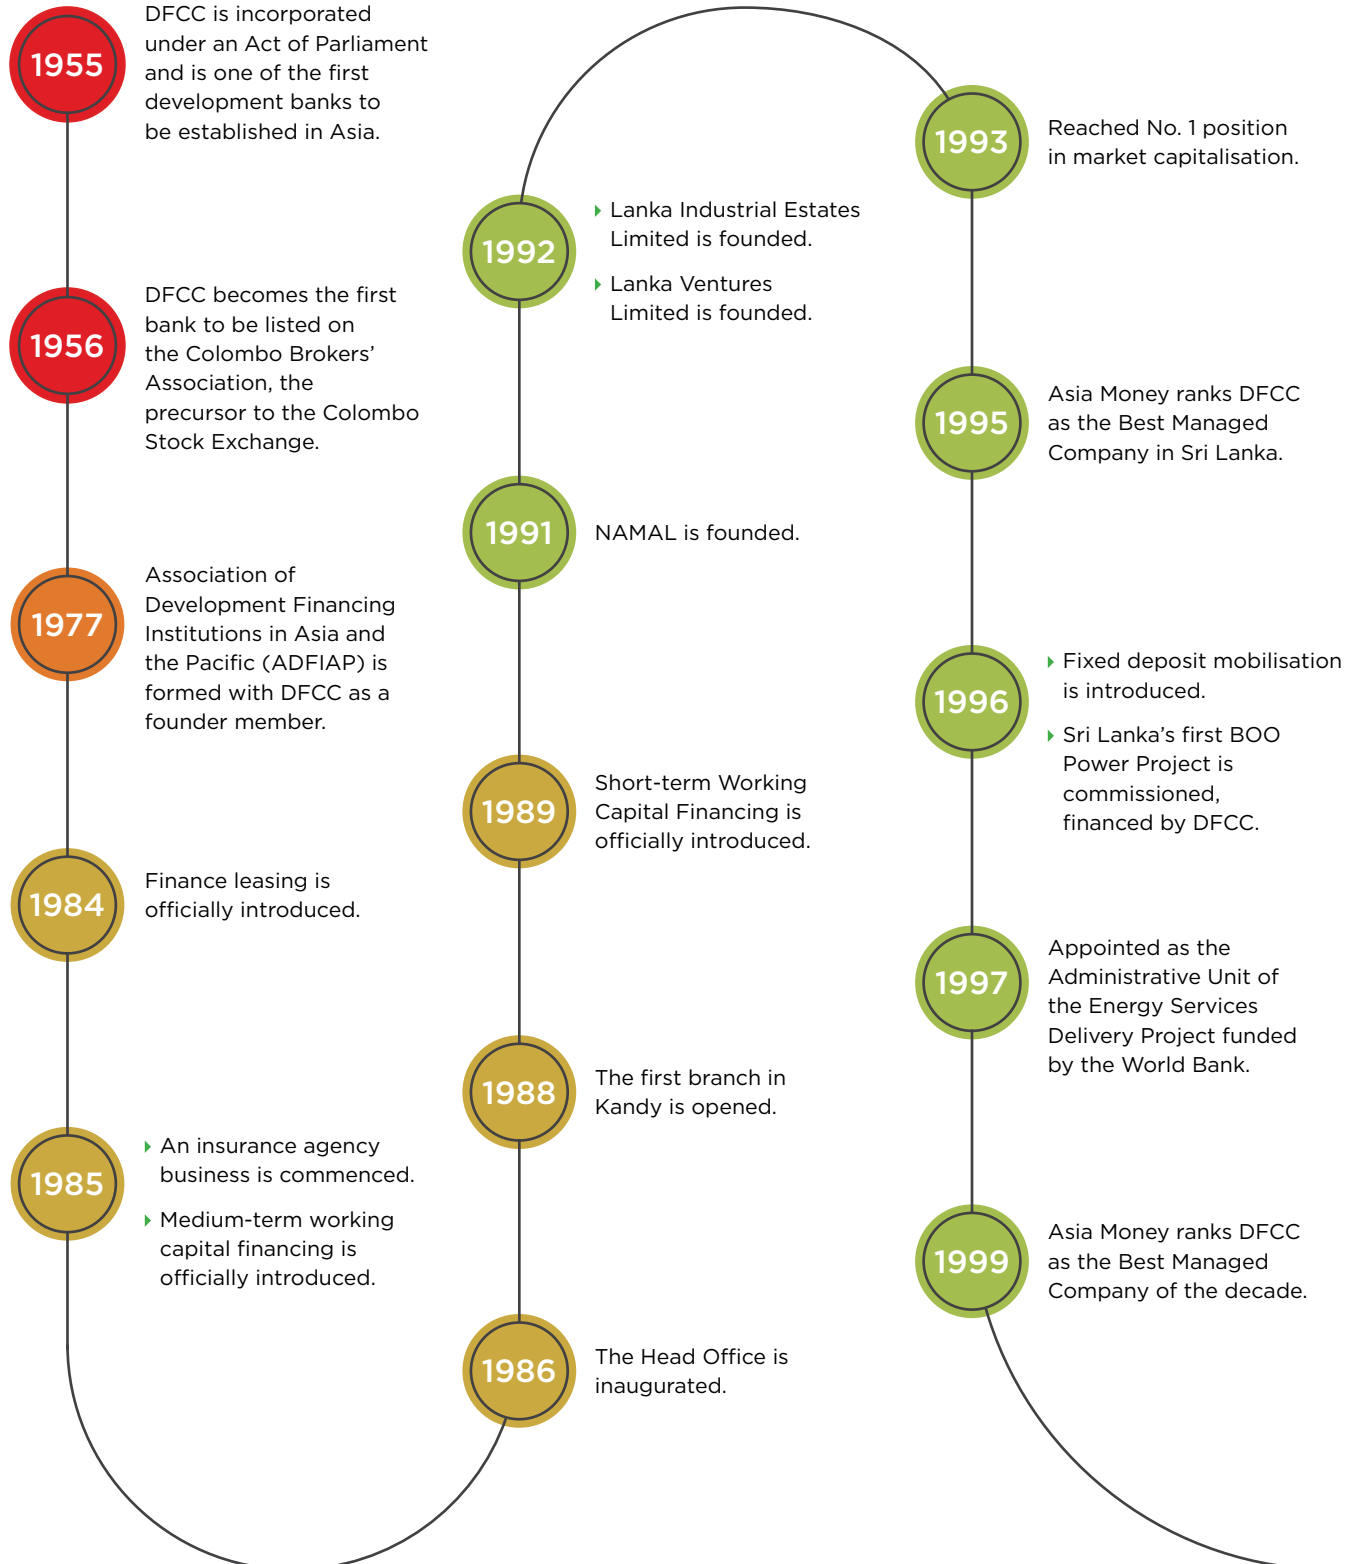 1955
DFCC is incorporated
under an Act of Parliament
and is one of the first
development banks to
be established in Asia.
1956
DFCC becomes the first
bank to be listed on
the Colombo Brokers’
Association, the
precursor to the Colombo
Stock Exchange.
1977
Association of
Development Financing
Institutions in Asia and
the Pacific (ADFIAP) is
formed with DFCC as a
founder member.
1984
Finance leasing is
officially introduced.
1985
An insurance agency
business is commenced.
Medium-term working
capital financing is
officially introduced.
1986
The Head Office is
inaugurated.
1988
The first branch in
Kandy is opened.
1989
Short-term Working
Capital Financing is
officially introduced.
1991
NAMAL is founded.
1992
Lanka Industrial Estates
Limited is founded.
Lanka Ventures
Limited is founded.
1993
Reached No. 1 position
in market capitalisation.
1995
Asia Money ranks DFCC
as the Best Managed
Company in Sri Lanka.
1996
Fixed deposit mobilisation
is introduced.
Sri Lanka’s first BOO
Power Project is
commissioned,
financed by DFCC.
1997
Appointed as the
Administrative Unit of
the Energy Services
Delivery Project funded
by the World Bank.
1999
Asia Money ranks DFCC
as the Best Managed
Company of the decade.